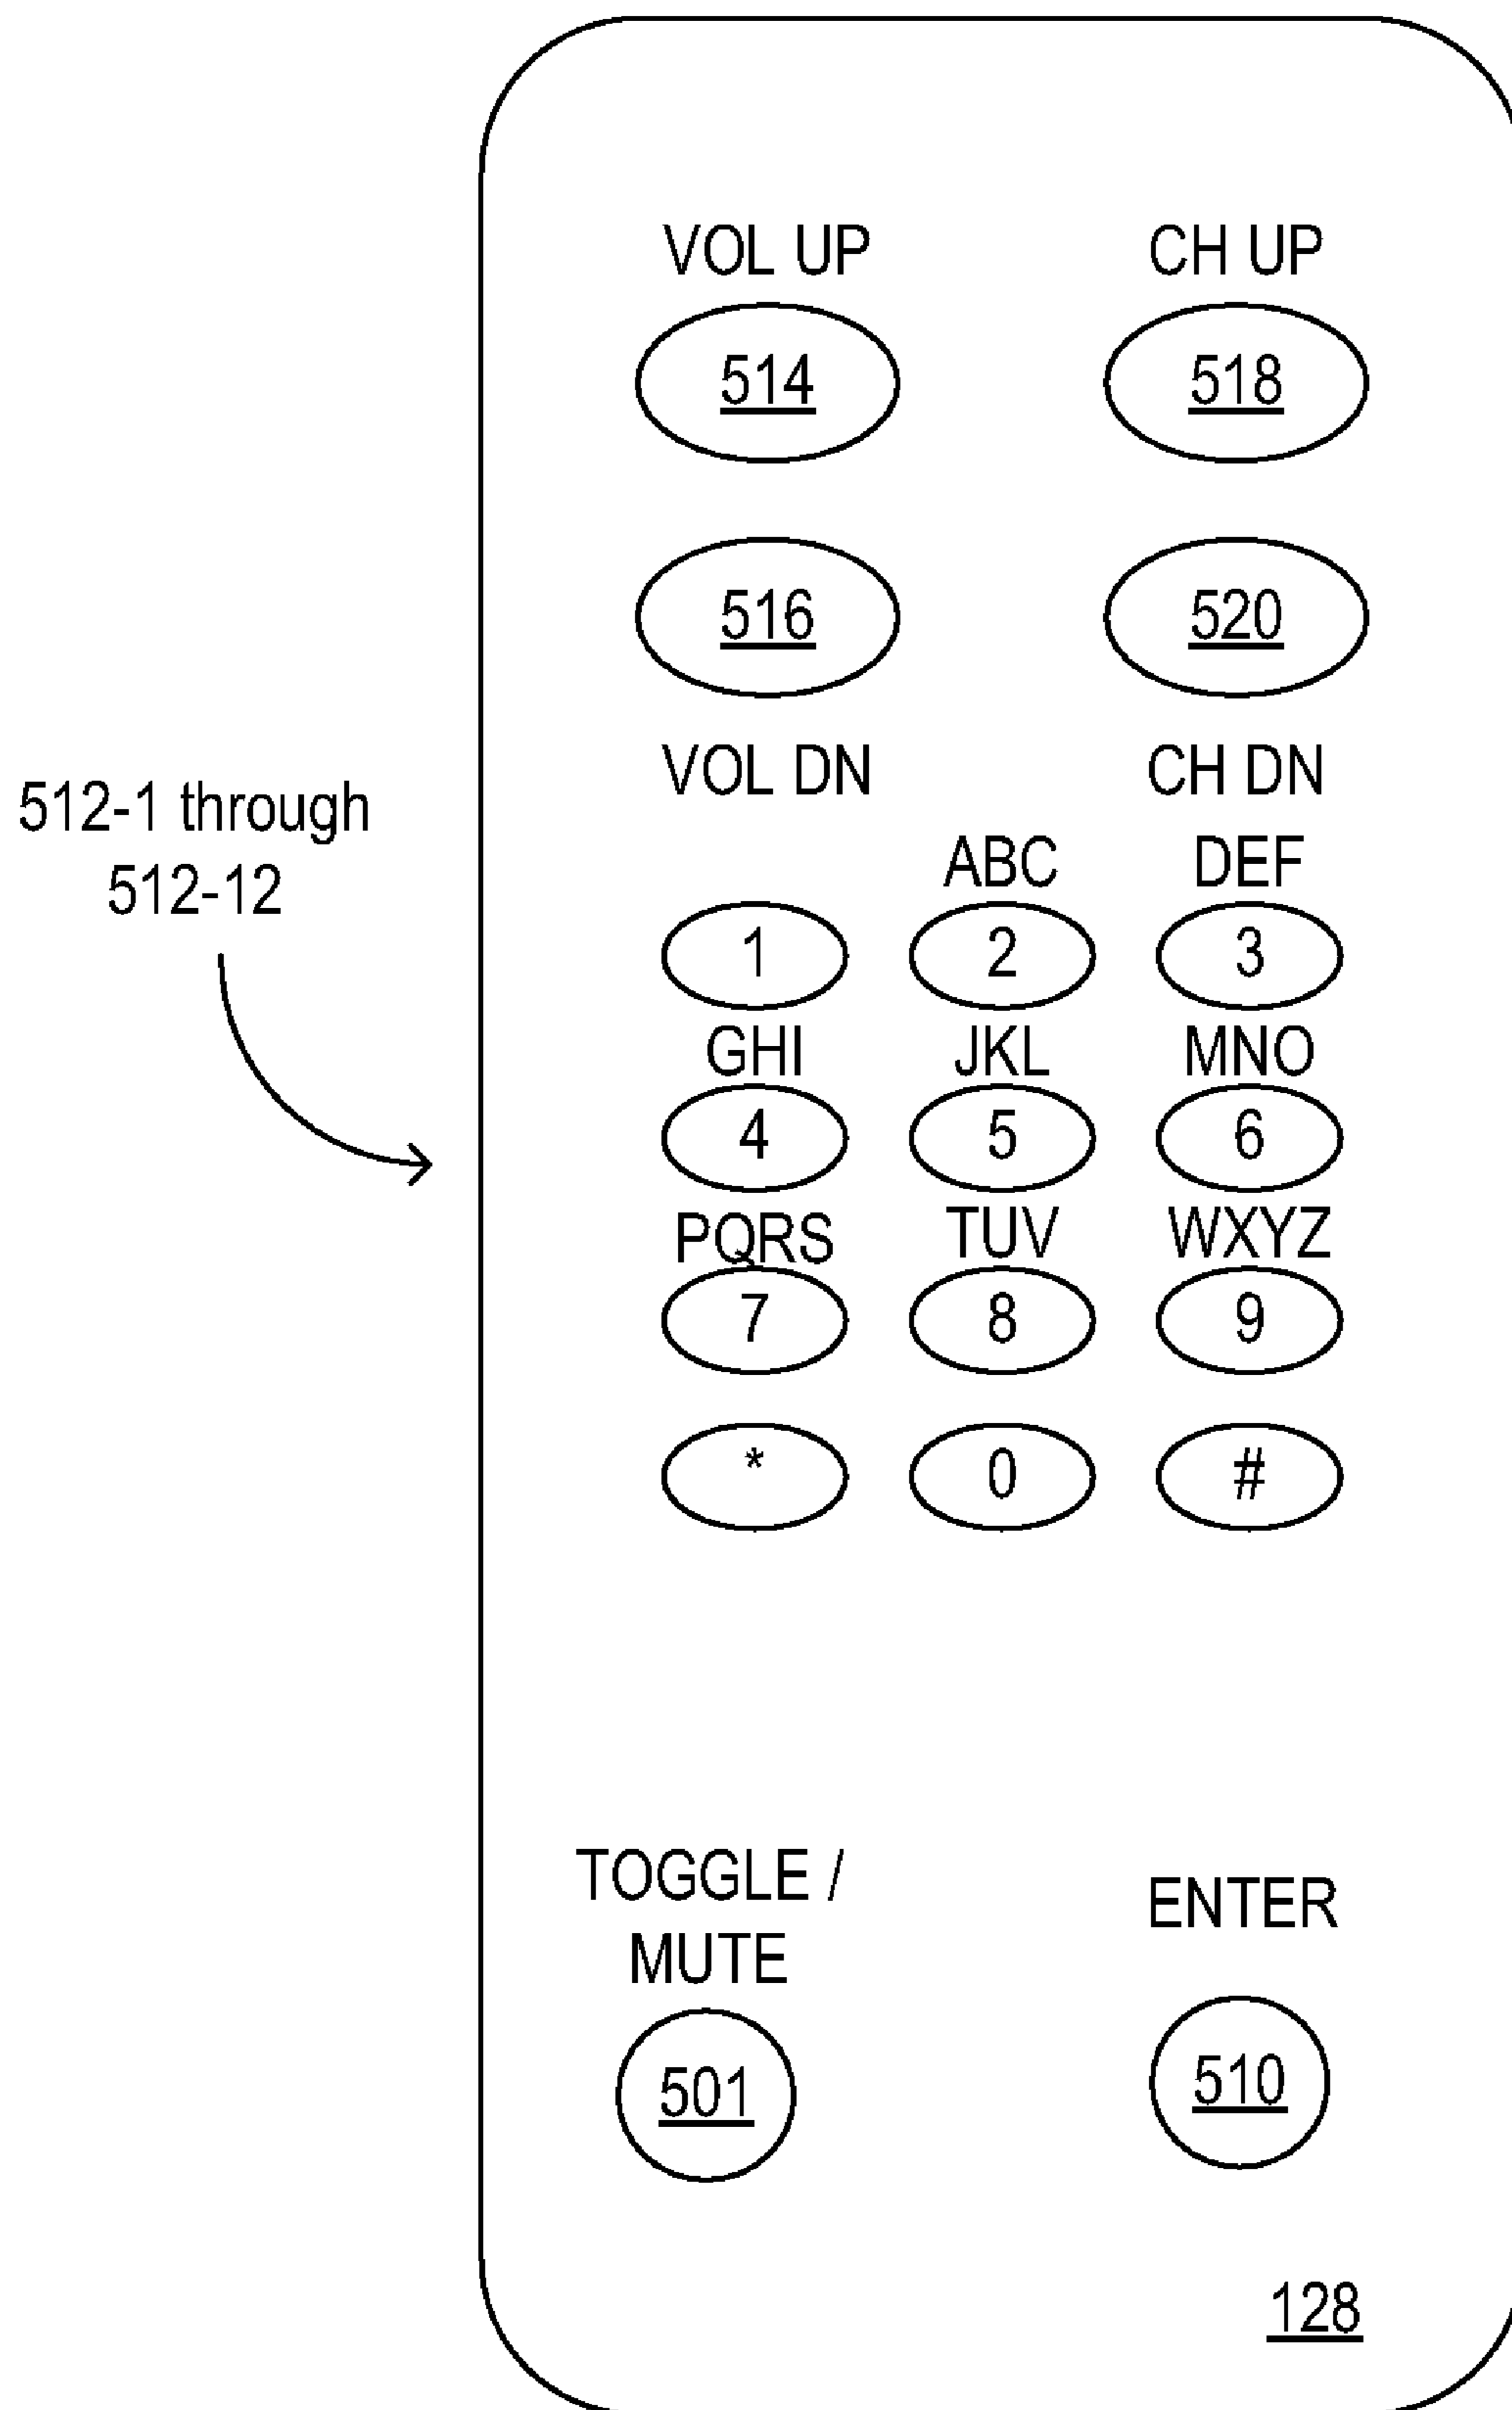 VOL UP CH UP
514 518
516 520
VOL DN CH DN
512-1 through
512-12
ABC DEF
1 2 3
GHI JKL MNO
4 5 6
PQRS TUV WXYZ
7 8 9
* 0 #
TOGGLE /
MUTE
ENTER
501 510
128